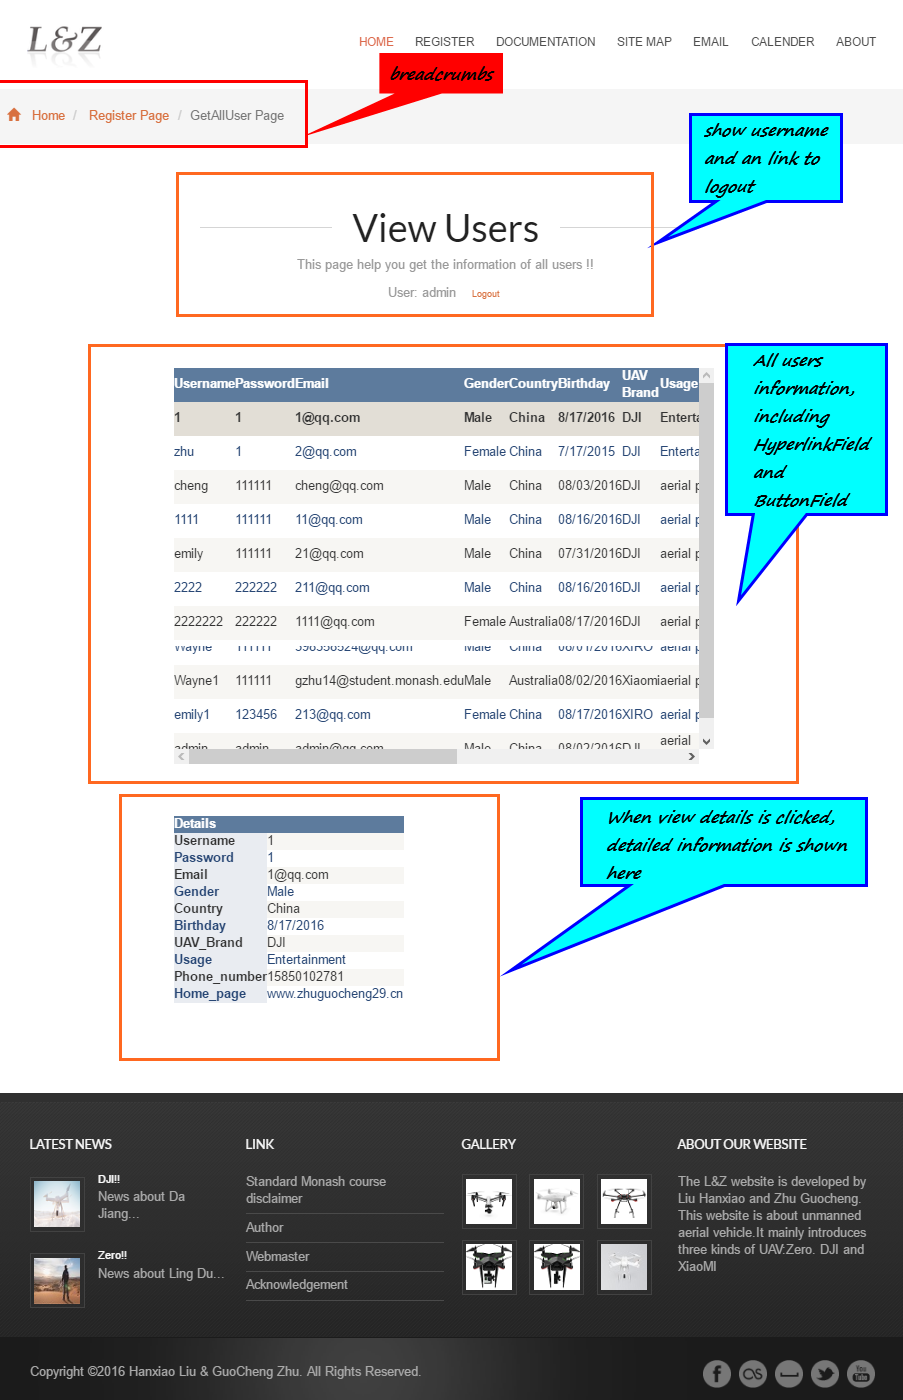 L&Z
HOME REGISTER DOCUMENTATION SITE MAP EMAIL CALENDER ABOUT
breadcrumbs
Home / Register Page / GetAllUser Page
show username
and an link to
logout
View Users
This page help you get the information of all users !!
User: admin Logout
All users
information,
including
HyperlinkField
and
ButtonField
Username Password Email Gender Country Birthday UAV Brand Usage
1 1 1@qq.com Male China 8/17/2016 DJI Enterta
zhu 1 2@qq.com Female China 7/17/2015 DJI Enterta
cheng 111111 cheng@qq.com Male China 08/03/2016 DJI aerial p
1111 111111 11@qq.com Male China 08/16/2016 DJI aerial p
emily 111111 21@qq.com Male China 07/31/2016 DJI aerial p
2222 222222 211@qq.com Male China 08/16/2016 DJI aerial p
2222222 222222 1111@qq.com Female Australia 08/17/2016 DJI aerial p
Wayne 111111 Male China 08/01/2016 XIRO aerial p
Wayne1 111111 gzhu14@student.monash.edu Male Australia 08/02/2016 Xiaomi aerial p
emily1 123456 213@qq.com Female China 08/17/2016 XIRO aerial p
admin admin admin@qq.com Male China 08/02/2016 DJI aerial
Details
Username 1
Password 1
Email 1@qq.com
Gender Male
Country China
Birthday 8/17/2016
UAV_Brand DJI
Usage Entertainment
Phone_number 15850102781
Home_page www.zhuguocheng29.cn
When view details is clicked,
detailed information is shown
here
LATEST NEWS
DJI!!
News about Da
Jiang...
Zero!!
News about Ling Du...
LINK
Standard Monash course
disclaimer
Author
Webmaster
Acknowledgement
GALLERY
ABOUT OUR WEBSITE
The L&Z website is developed by
Liu Hanxiao and Zhu Guocheng.
This website is about unmanned
aerial vehicle.It mainly introduces
three kinds of UAV:Zero. DJI and
XiaoMI
Copyright ©2016 Hanxiao Liu & GuoCheng Zhu. All Rights Reserved.
You
Tube